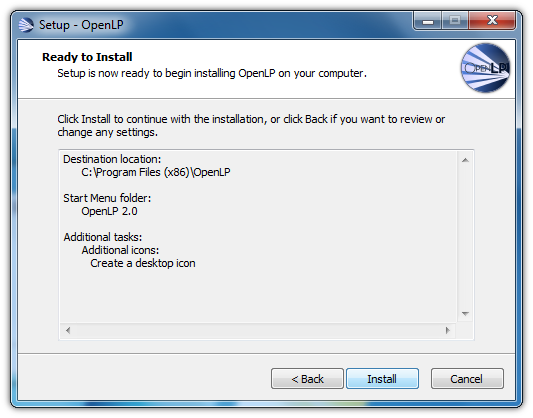 Setup - OpenLP
Ready to Install
Setup is now ready to begin installing OpenLP on your computer.
OPENLP
Click Install to continue with the installation, or click Back if you want to review or
change any settings.
Destination location:
C:\Program Files (x86)\OpenLP
Start Menu folder:
OpenLP 2.0
Additional tasks:
Additional icons:
Create a desktop icon
< Back
Install
Cancel